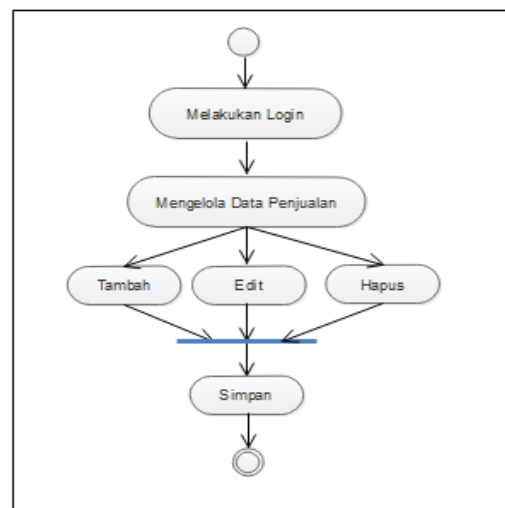 Melakukan Login
Mengelola Data Penjualan
Tambah
Edit
Hapus
Simpan